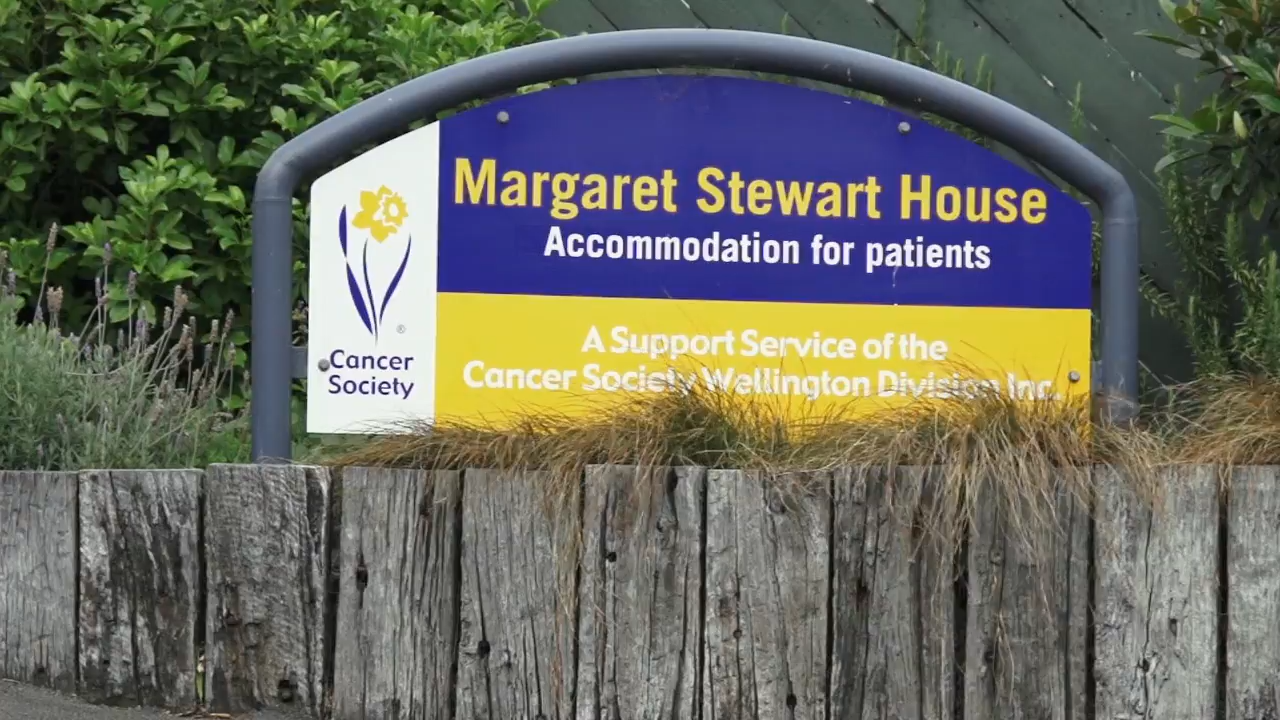 Margaret Stewart House
Accommodation for patients
®
Cancer
Society
A Support Service of the
Cancer Society Wellington Division Inc.